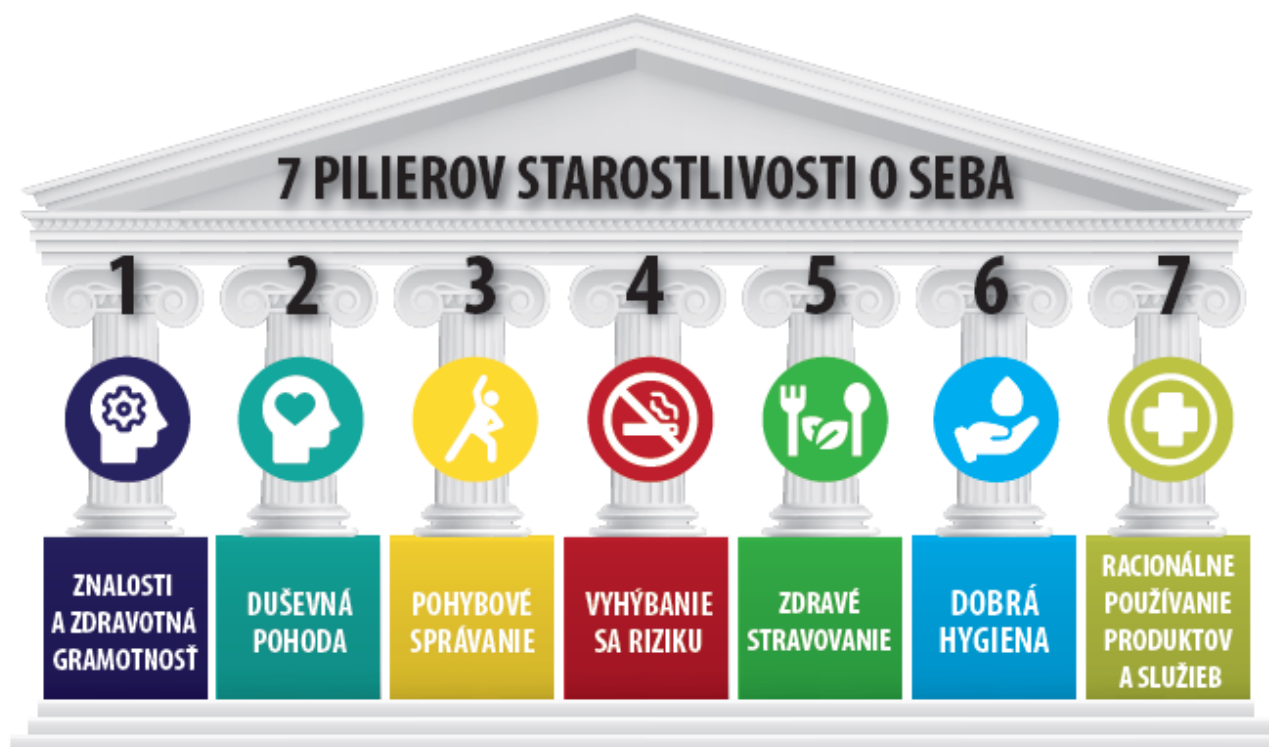 7 PILIEROV STAROSTLIVOSTI O SEBA
1 2 3 4 5 6 7
ZNALOSTI
A ZDRAVOTNÁ
GRAMOTNOSŤ
DUŠEVNÁ
POHODA
POHYBOVÉ
SPRÁVANIE
VYHÝBANIE
SA RIZIKU
ZDRAVÉ
STRAVOVANIE
DOBRÁ
HYGIENA
RACIONÁLNE
POUŽÍVANIE
PRODUKTOV
A SLUŽIEB